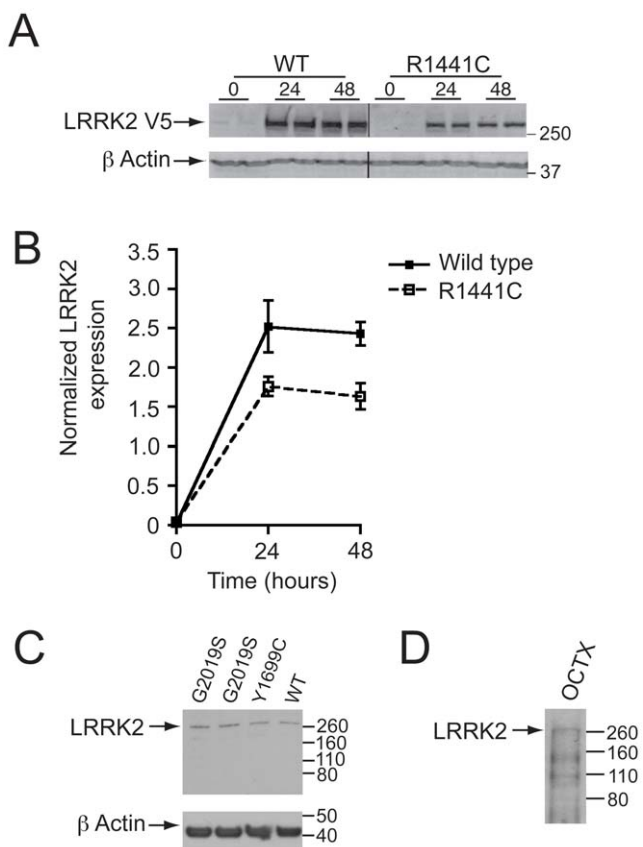 A
WT R1441C
0 24 48 0 24 48
LRRK2 V5
250
β Actin
37
B
Normalized LRRK2
expression
3.5
3.0
2.5
2.0
1.5
1.0
0.5
0
0 24 48
Time (hours)
Wild type
R1441C
C
G2019S G2019S Y1699C WT
LRRK2
260
160
110
80
β Actin
50
40
D
OCTX
LRRK2
260
160
110
80